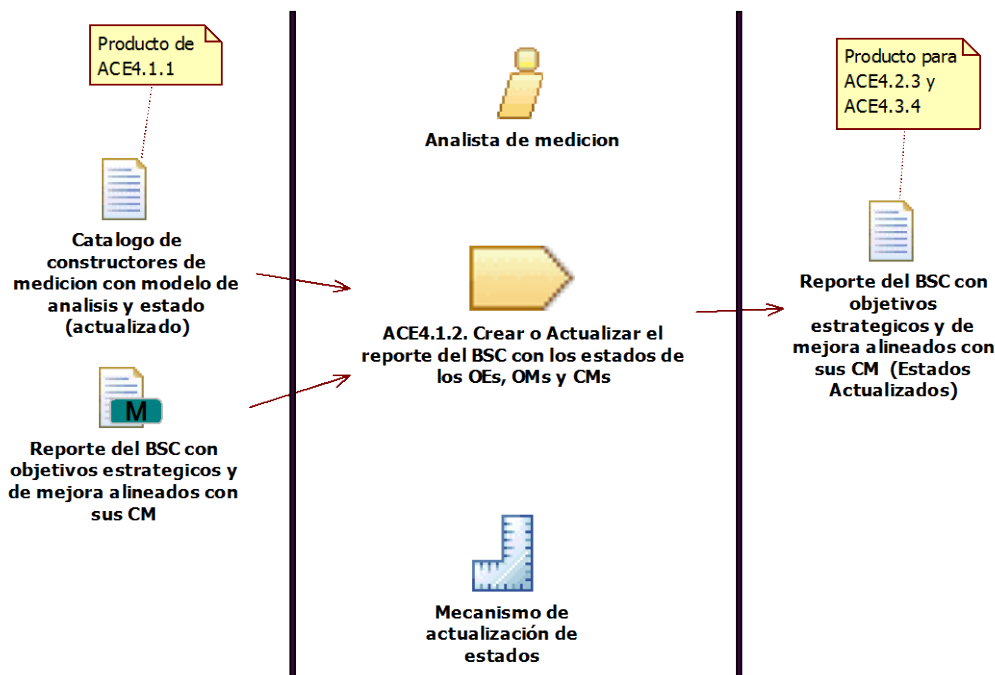 Producto de
ACE4.1.1
Catalogo de
constructores de
medicion con modelo de
analisis y estado
(actualizado)
M
Reporte del BSC con
objetivos estrategicos y
de mejora alineados con
sus CM
Analista de medicion
ACE4.1.2. Crear o Actualizar el
reporte del BSC con los estados de
los OEs, OMs y CMs
Mecanismo de
actualización de
estados
Producto para
ACE4.2.3 y
ACE4.3.4
Reporte del BSC con
objetivos
estrategicos y de
mejora alineados con
sus CM (Estados
Actualizados)